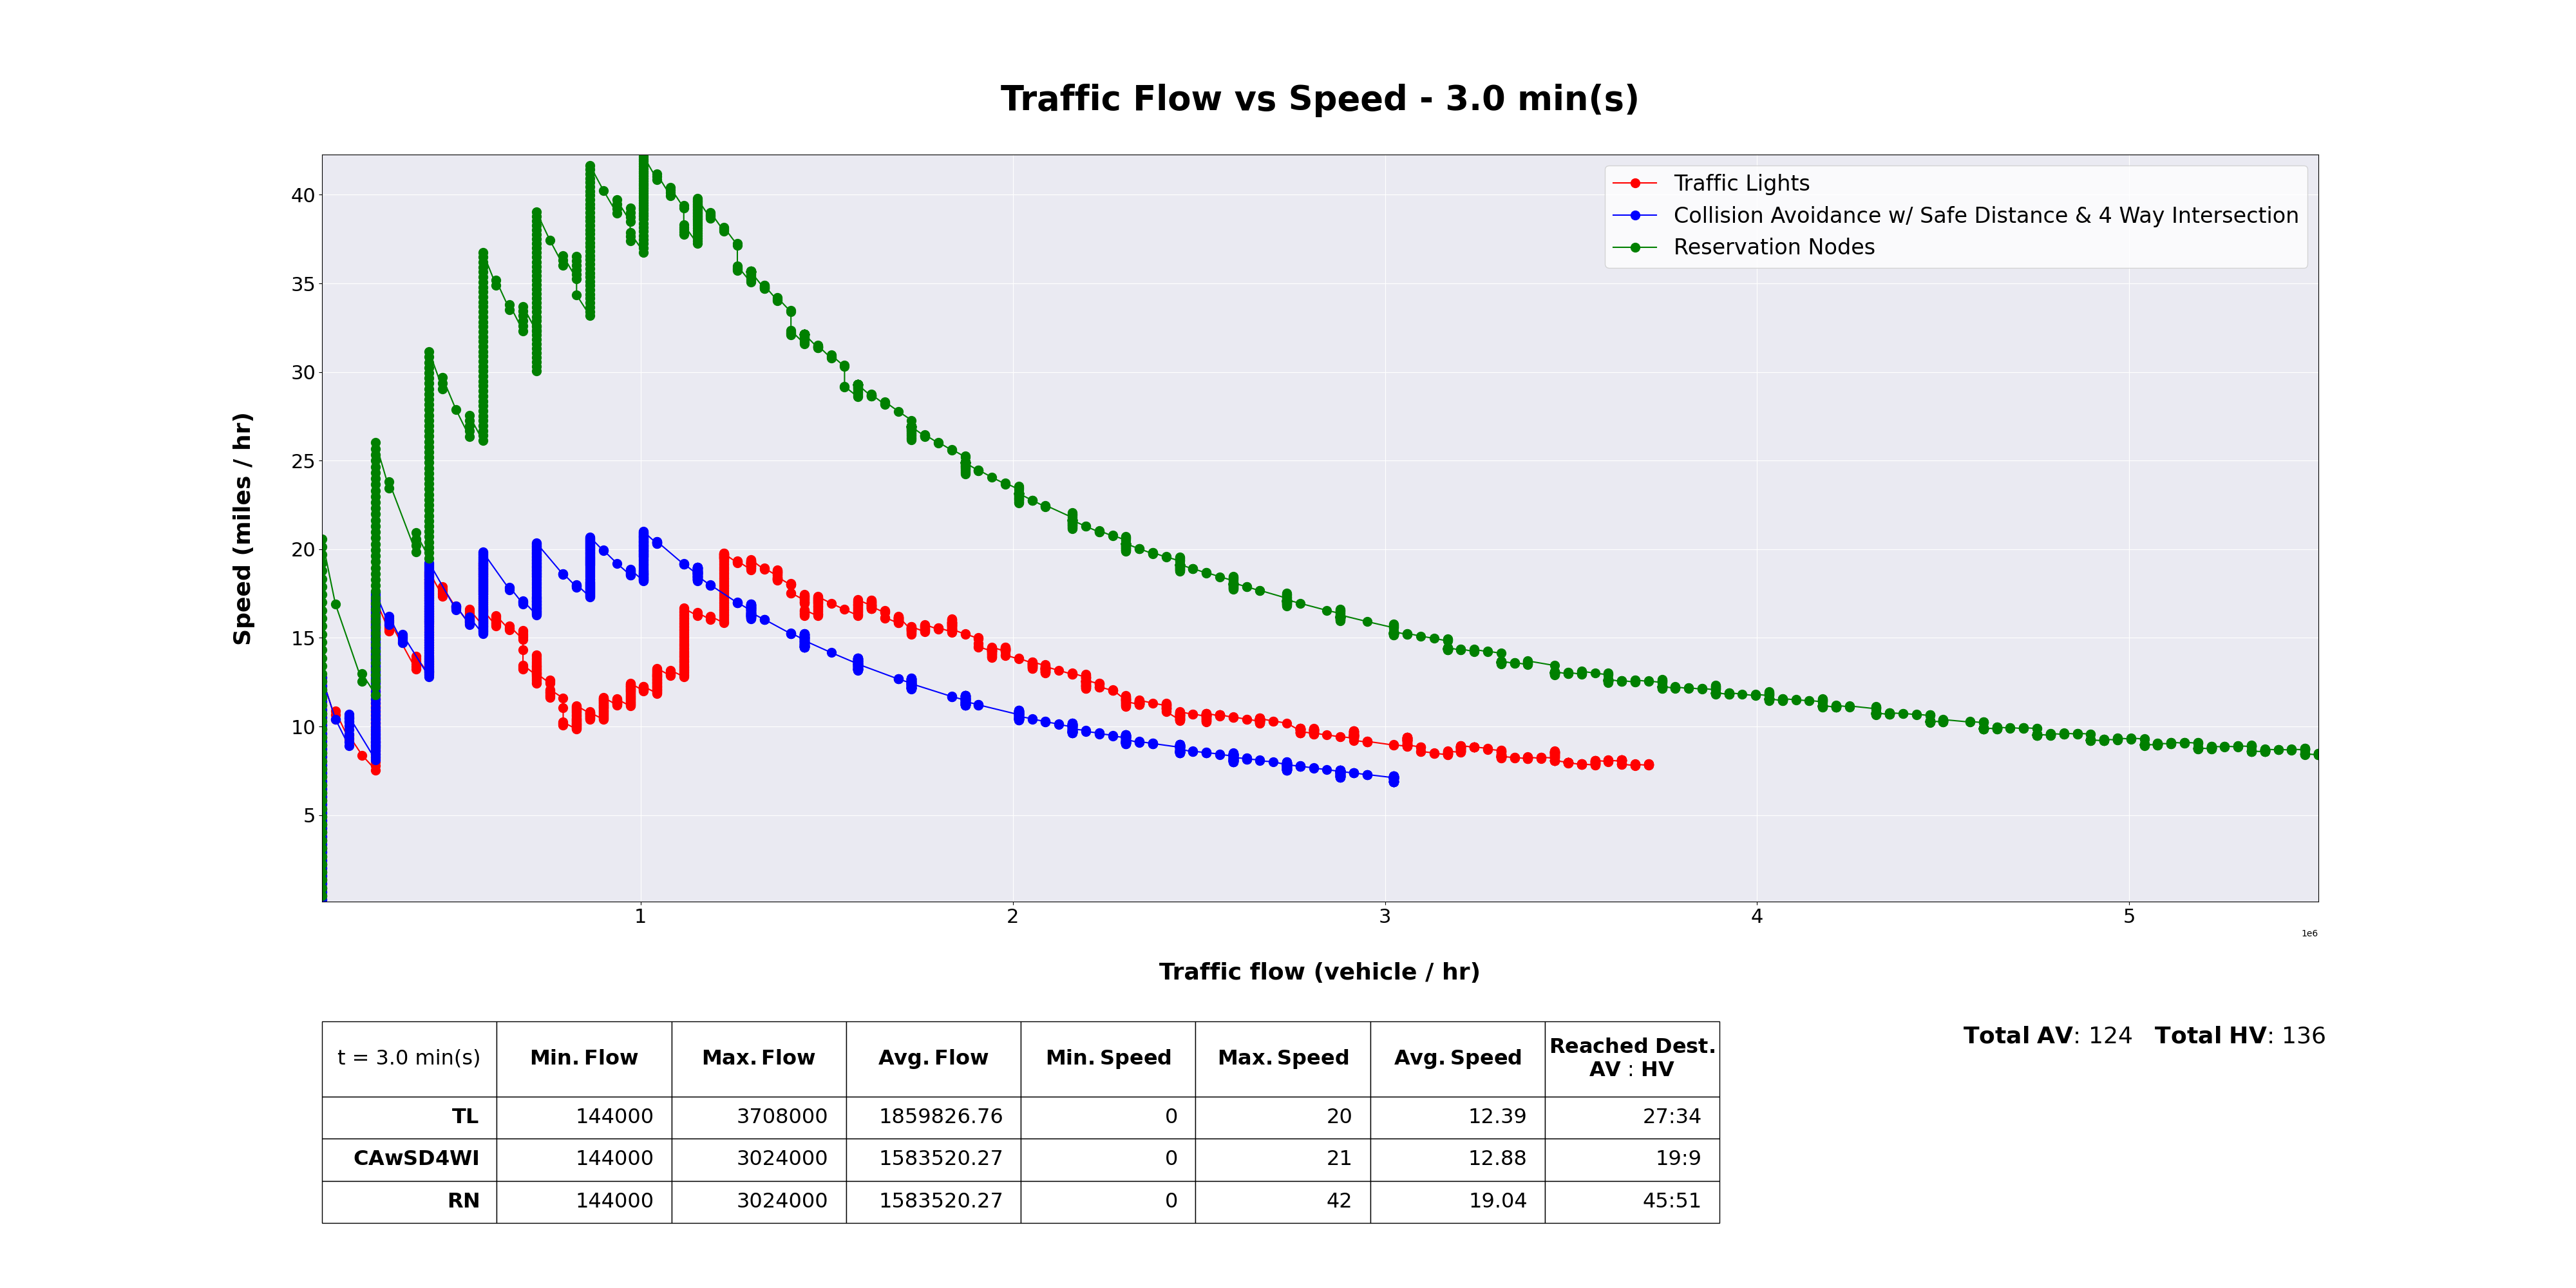 Traffic Flow vs Speed - 3.0 min(s)
Traffic Lights
Collision Avoidance w/ Safe Distance & 4 Way Intersection
Reservation Nodes
40
35
30
25
20
15
10
5
Speed (miles / hr)
1 2 3 4 5
1e6
Traffic flow (vehicle / hr)
Total AV: 124 Total HV: 136
t = 3.0 min(s) Min. Flow Max. Flow Avg. Flow Min. Speed Max. Speed Avg. Speed Reached Dest.
AV : HV
TL 144000 3708000 1859826.76 0 20 12.39 27:34
CAwSD4WI 144000 3024000 1583520.27 0 21 12.88 19:9
RN 144000 3024000 1583520.27 0 42 19.04 45:51